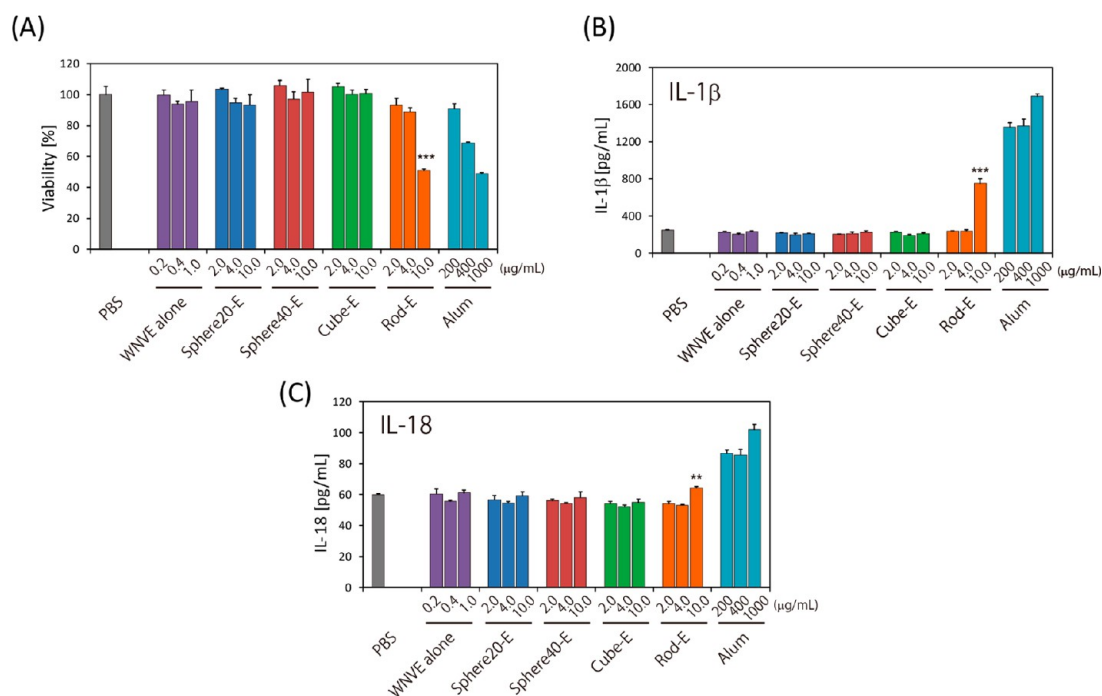 (A)
120
100
80
60
40
20
0
Viability [%]
***
0.2 0.4 1.0 2.0 4.0 10.0 2.0 4.0 10.0 2.0 4.0 10.0 2.0 4.0 10.0 200 400 1000 (μg/mL)
PBS WNVE alone Sphere20-E Sphere40-E Cube-E Rod-E Alum
(B)
IL-1β
2000
1600
1200
800
400
0
IL-1β [pg/mL]
***
0.2 0.4 1.0 2.0 4.0 10.0 2.0 4.0 10.0 2.0 4.0 10.0 2.0 4.0 10.0 200 400 1000 (μg/mL)
PBS WNVE alone Sphere20-E Sphere40-E Cube-E Rod-E Alum
(C)
IL-18
120
100
80
60
40
20
0
IL-18 [pg/mL]
**
0.2 0.4 1.0 2.0 4.0 10.0 2.0 4.0 10.0 2.0 4.0 10.0 2.0 4.0 10.0 200 400 1000 (μg/mL)
PBS WNVE alone Sphere20-E Sphere40-E Cube-E Rod-E Alum